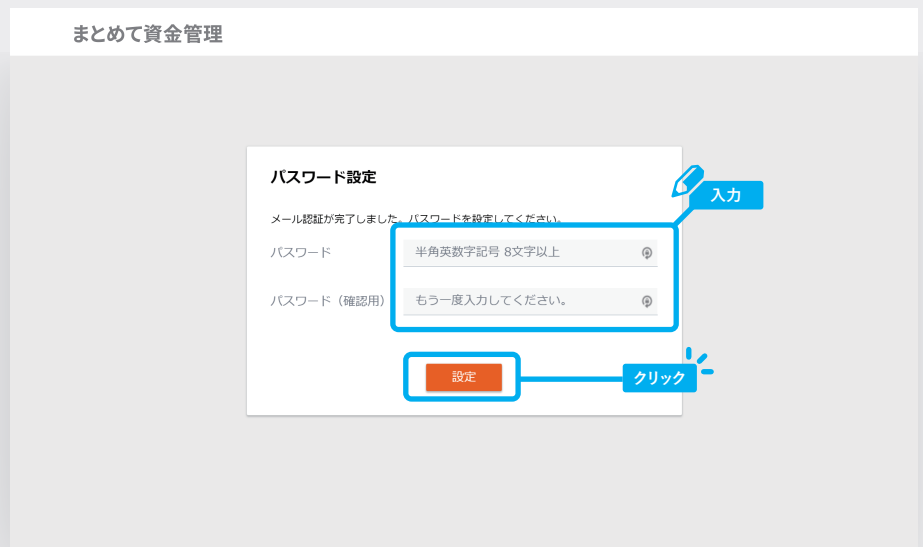 まとめて資金管理
パスワード設定
入力
メール認証が完了しました。パスワードを設定してください。
パスワード
半角英数字記号 8文字以上
パスワード（確認用）
もう一度入力してください。
設定
クリック